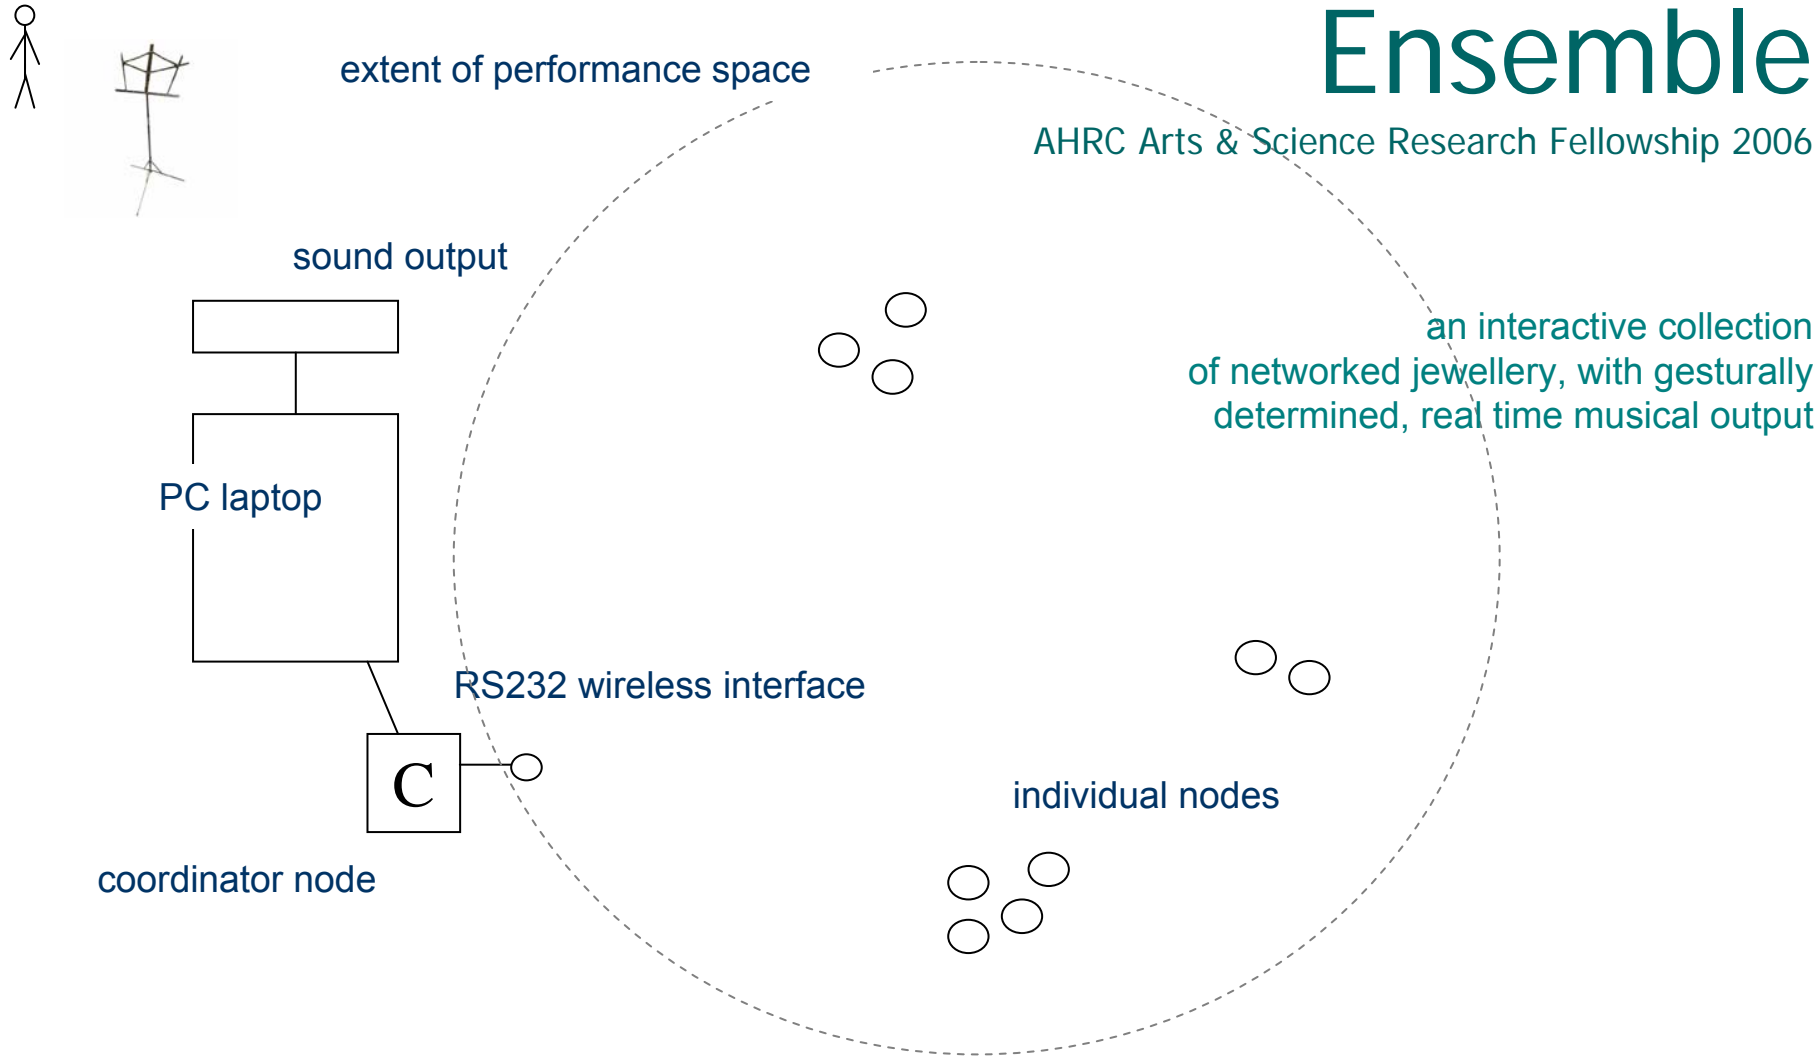 Ensemble
extent of performance space
AHRC Arts & Science Research Fellowship 2006
sound output
an interactive collection
of networked jewellery, with gesturally
determined, real time musical output
PC laptop
RS232 wireless interface
C
individual nodes
coordinator node